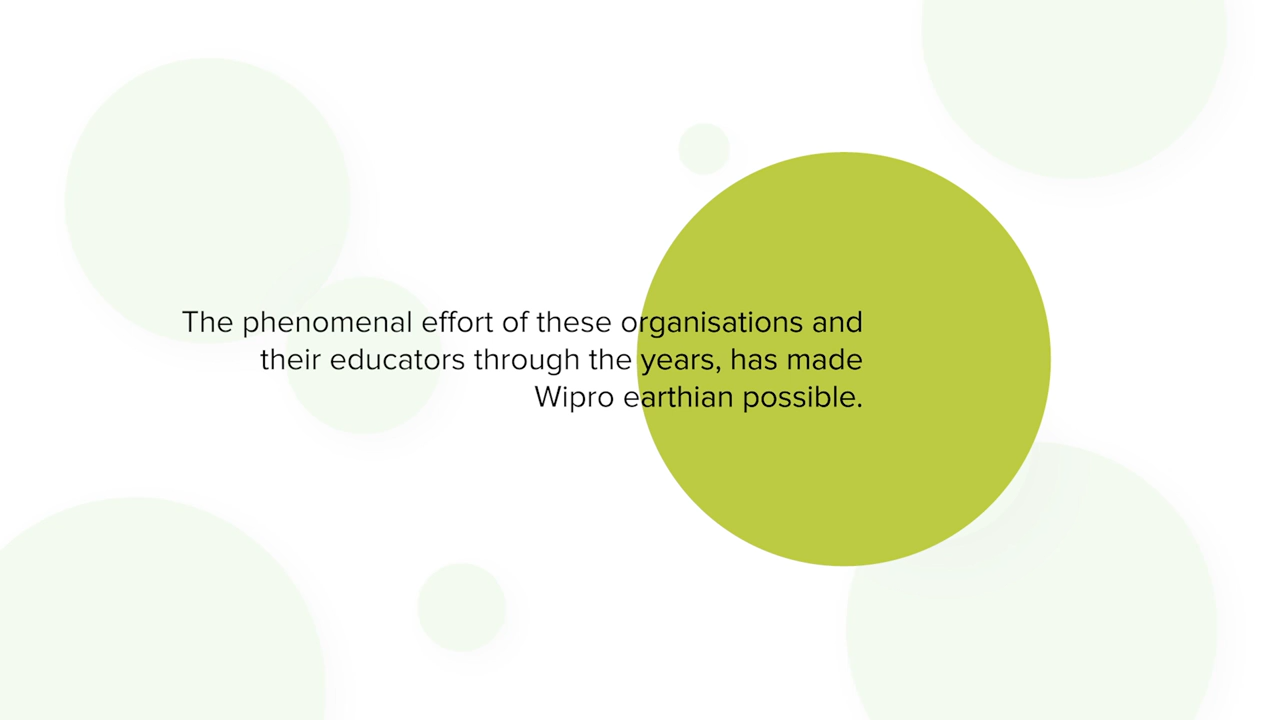 The phenomenal effort of these organisations and
their educators through the years, has made
Wipro earthian possible.